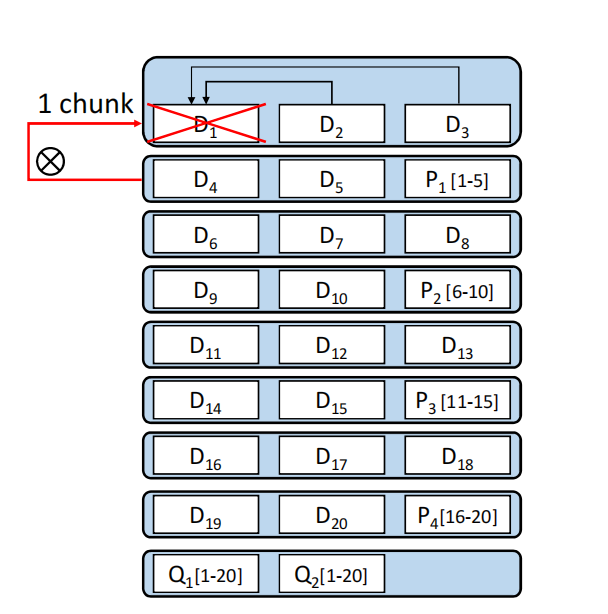 1 chunk
D1 D2 D3
D4 D5 P1 [1-5]
D6 D7 D8
D9 D10 P2 [6-10]
D11 D12 D13
D14 D15 P3 [11-15]
D16 D17 D18
D19 D20 P4 [16-20]
Q1 [1-20] Q2 [1-20]